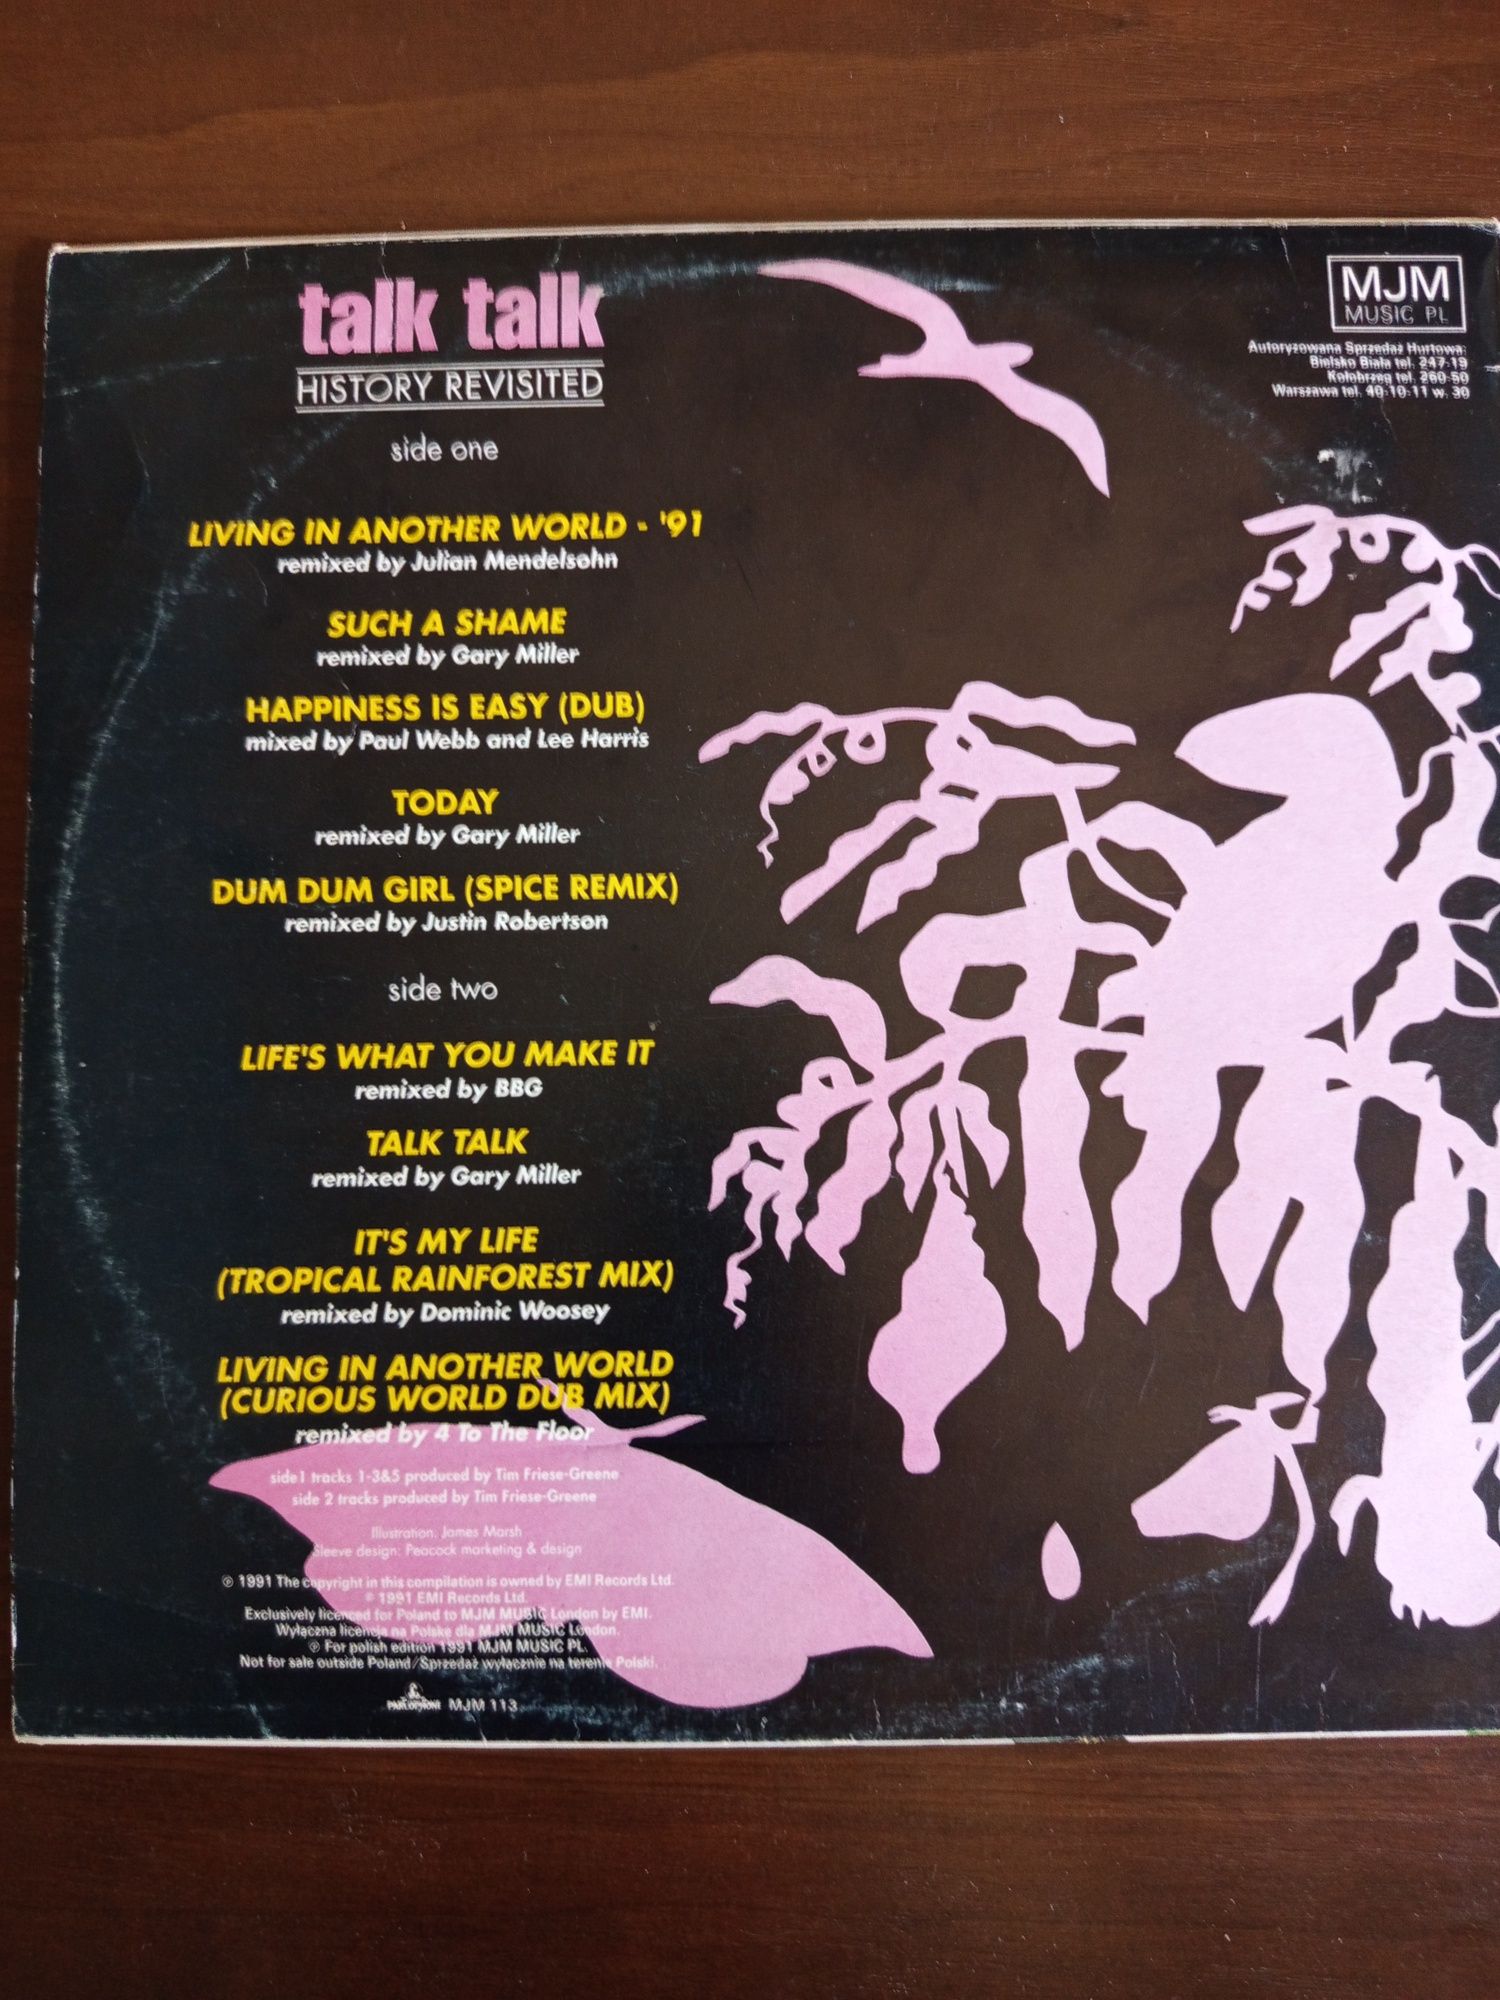 talk talk
HISTORY REVISITED
MJM
MUSIC PL
Autoryzowana Sprzedaż Hurtowa:
Bielsko Biała tel. 247-19
Kołobrzeg tel. 260-50
Warszawa tel. 40-10-11 w. 30
side one
LIVING IN ANOTHER WORLD - '91
remixed by Julian Mendelsohn
SUCH A SHAME
remixed by Gary Miller
HAPPINESS IS EASY (DUB)
mixed by Paul Webb and Lee Harris
TODAY
remixed by Gary Miller
DUM DUM GIRL (SPICE REMIX)
remixed by Justin Robertson
side two
LIFE'S WHAT YOU MAKE IT
remixed by BBG
TALK TALK
remixed by Gary Miller
IT'S MY LIFE
(TROPICAL RAINFOREST MIX)
remixed by Dominic Woosey
LIVING IN ANOTHER WORLD
(CURIOUS WORLD DUB MIX)
remixed by 4 To The Floor
side1 tracks 1-3&5 produced by Tim Friese-Greene
side 2 tracks produced by Tim Friese-Greene
Illustration: James Marsh
Sleeve design: Peacock marketing & design
℗ 1991 The copyright in this compilation is owned by EMI Records Ltd.
© 1991 EMI Records Ltd.
Exclusively licenced for Poland to MJM MUSIC London by EMI.
Wyłączna licencja na Polskę dla MJM MUSIC London.
℗ For polish edition 1991 MJM MUSIC PL.
Not for sale outside Poland/Sprzedaż wyłącznie na terenie Polski.
PARLOPHONE MJM 113